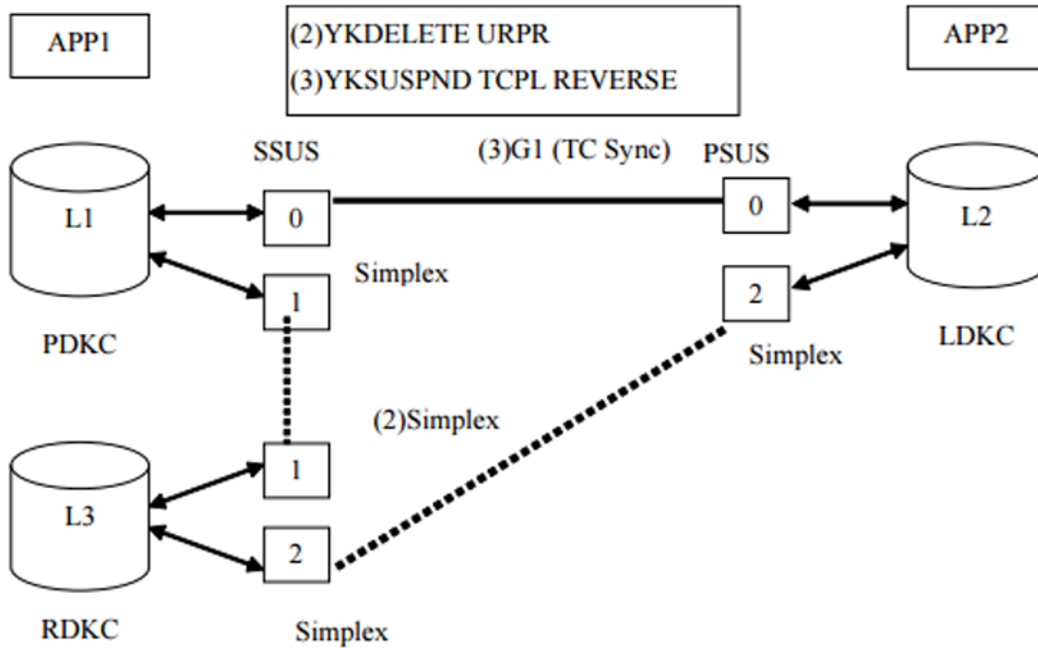 APP1
(2)YKDELETE URPR
(3)YKSUSPND TCPL REVERSE
APP2
SSUS
(3)G1 (TC Sync)
PSUS
L1
0
0
L2
Simplex
1
2
PDKC
Simplex
LDKC
(2)Simplex
1
L3
2
RDKC
Simplex